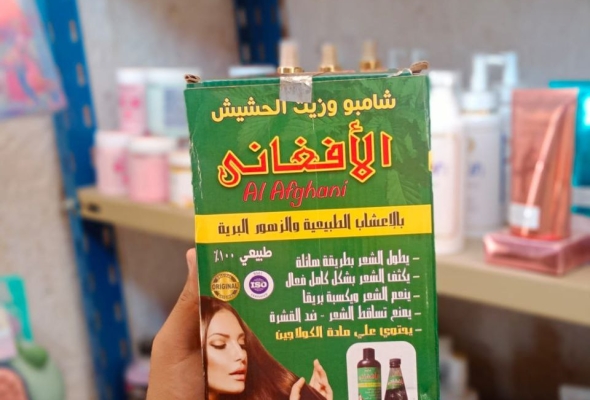 شامبو وزيت الحشيش
الأفغاني
Al Afghani
بالاعشاب الطبيعية والزهور البرية
طبيعي ١٠٠٪
ORIGINAL
ISO
- يطول الشعر بطريقة هائلة
- يكثف الشعر بشكل كامل فعال
- ينعم الشعر ويكسبة بريقا
- يمنع تساقط الشعر - ضد القشرة
- يحتوي على مادة الكولاجين